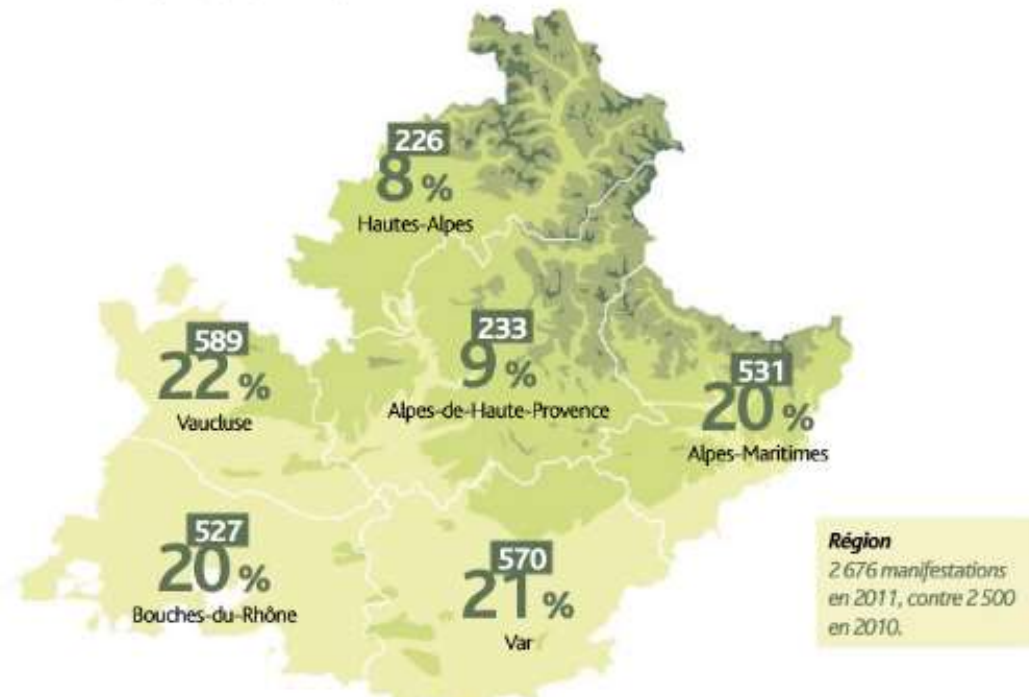 226
8 %
Hautes-Alpes
589
22 %
Vaucluse
233
9 %
Alpes-de-Haute-Provence
531
20 %
Alpes-Maritimes
527
20 %
Bouches-du-Rhône
570
21 %
Var
Région
2 676 manifestations
en 2011, contre 2 500
en 2010.